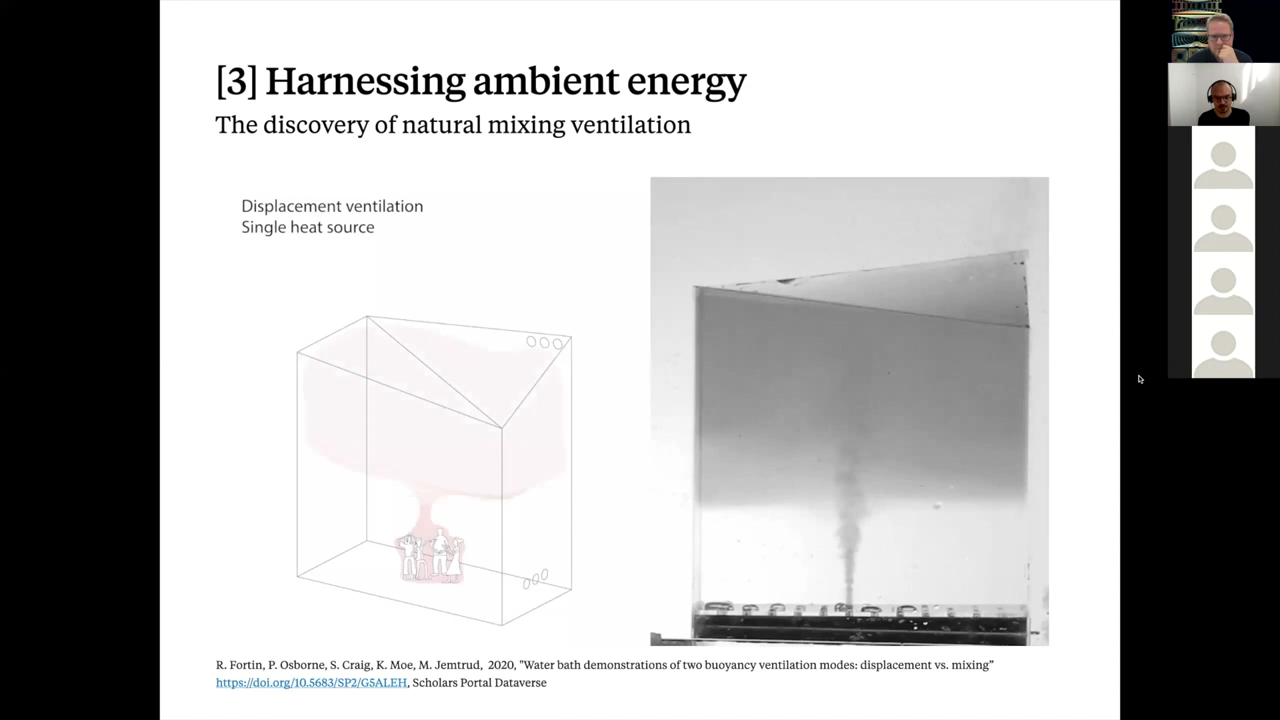 [3] Harnessing ambient energy
The discovery of natural mixing ventilation
Displacement ventilation
Single heat source
R. Fortin, P. Osborne, S. Craig, K. Moe, M. Jemtrud, 2020, "Water bath demonstrations of two buoyancy ventilation modes: displacement vs. mixing”
https://doi.org/10.5683/SP2/G5ALEH, Scholars Portal Dataverse